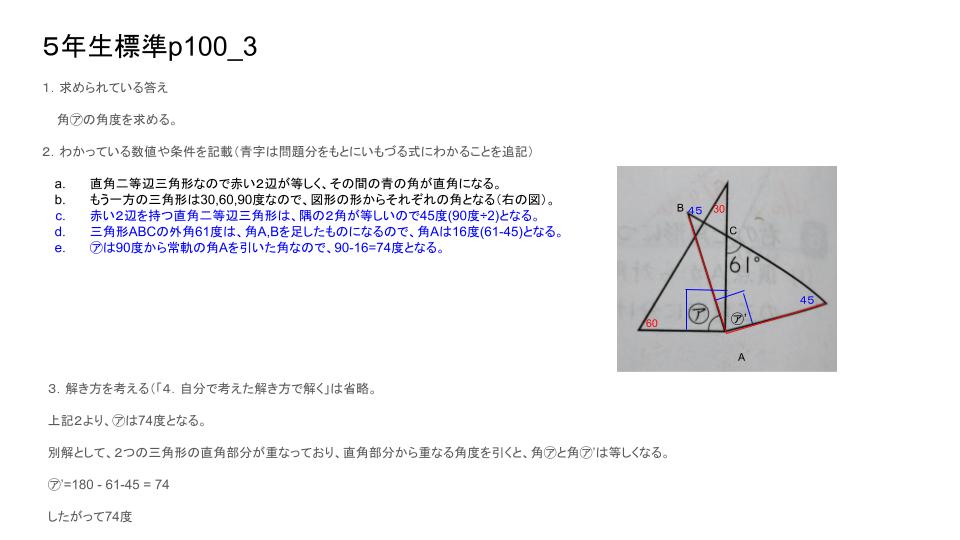 ５年生標準p100_3
１．求められている答え
角㋐の角度を求める。
２．わかっている数値や条件を記載（青字は問題分をもとにいもづる式にわかることを追記）
a. 直角二等辺三角形なので赤い２辺が等しく、その間の青の角が直角になる。
b. もう一方の三角形は30,60,90度なので、図形の形からそれぞれの角となる（右の図）。
c. 赤い２辺を持つ直角二等辺三角形は、隅の２角が等しいので45度(90度÷2)となる。
d. 三角形ABCの外角61度は、角A,Bを足したものになるので、角Aは16度(61-45)となる。
e. ㋐は90度から常軌の角Aを引いた角なので、90-16=74度となる。
B 45 30
C
61°
45
60 ㋐ ㋐’
A
３．解き方を考える（「４．自分で考えた解き方で解く」は省略。
上記２より、㋐は74度となる。
別解として、２つの三角形の直角部分が重なっており、直角部分から重なる角度を引くと、角㋐と角㋐’は等しくなる。
㋐’=180 - 61-45 = 74
したがって74度